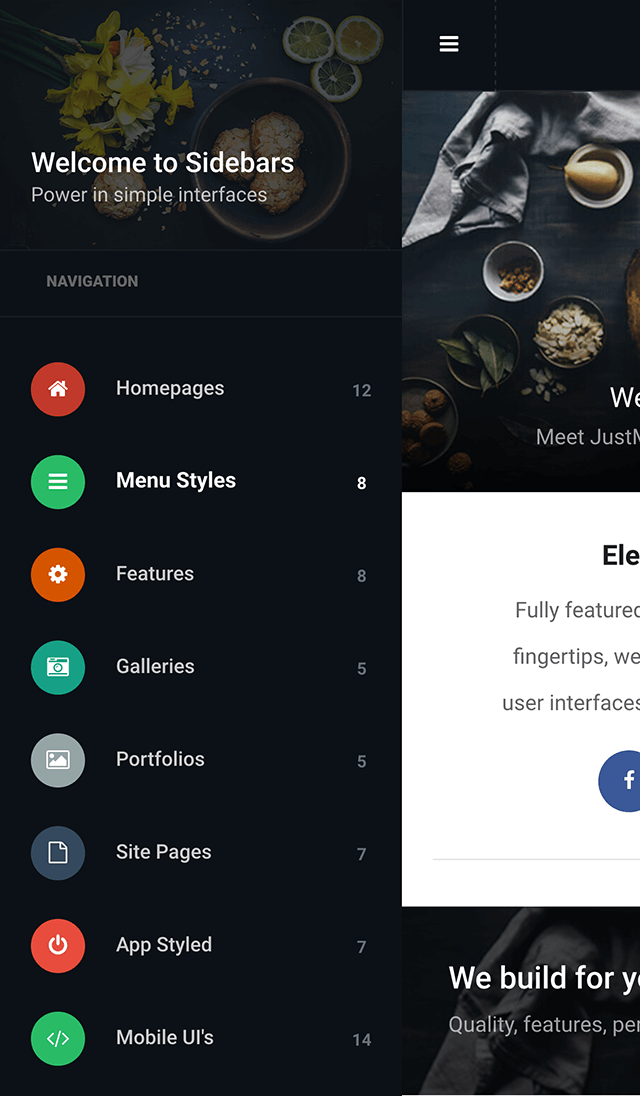 Welcome to Sidebars
Power in simple interfaces
NAVIGATION
Homepages 12
Menu Styles 8
Features 8
Galleries 5
Portfolios 5
Site Pages 7
App Styled 7
Mobile UI's 14
We
Meet JustM
Ele
Fully featured
fingertips, we
user interfaces
f
We build for yo
Quality, features, per